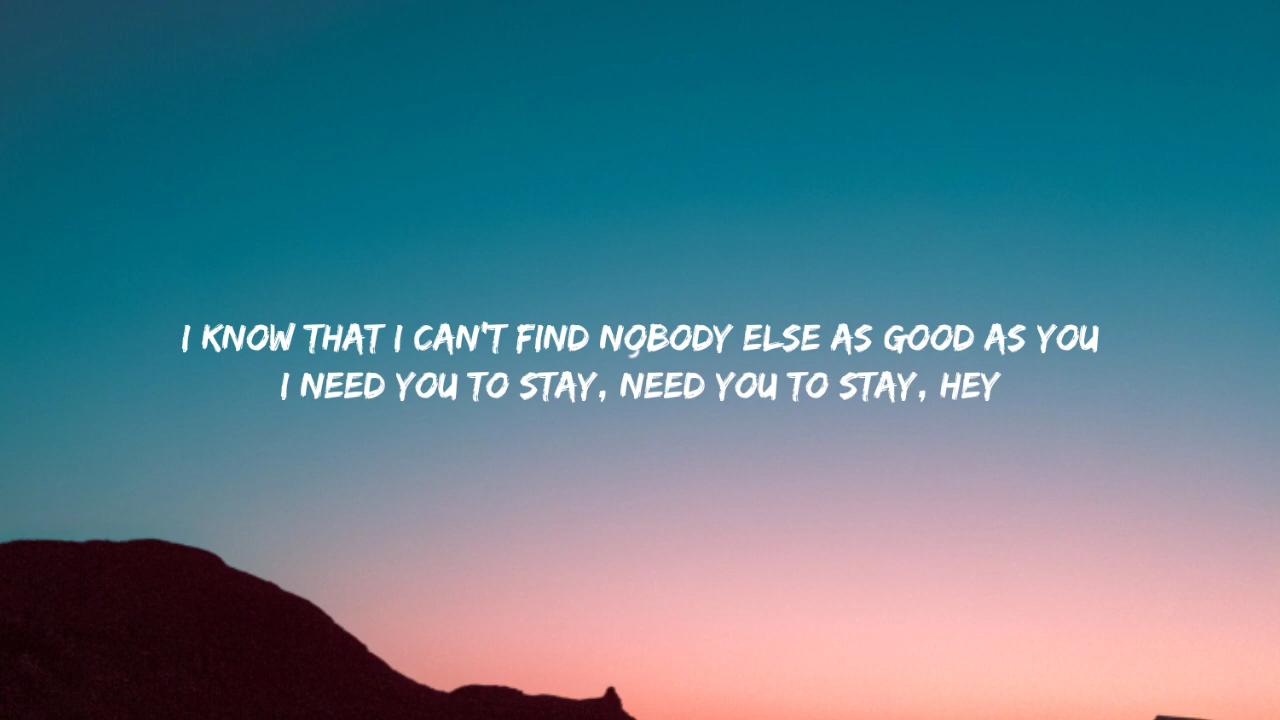 I KNOW THAT I CAN'T FIND NOBODY ELSE AS GOOD AS YOU
I NEED YOU TO STAY, NEED YOU TO STAY, HEY